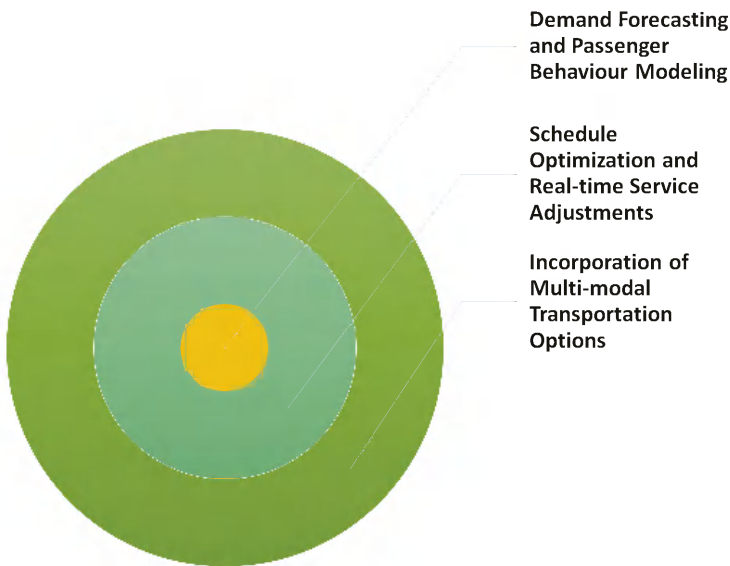 Demand Forecasting
and Passenger
Behaviour Modeling
Schedule
Optimization and
Real-time Service
Adjustments
Incorporation of
Multi-modal
Transportation
Options